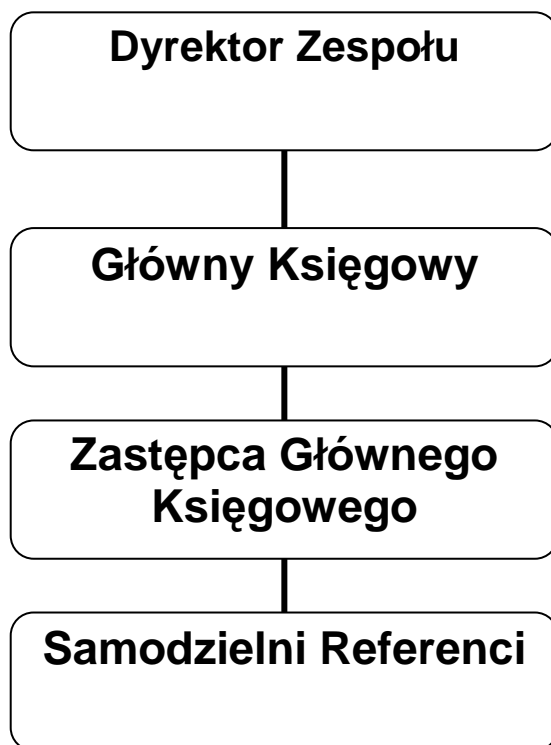 Dyrektor Zespołu
Główny Księgowy
Zastępca Głównego
Księgowego
Samodzielni Referenci